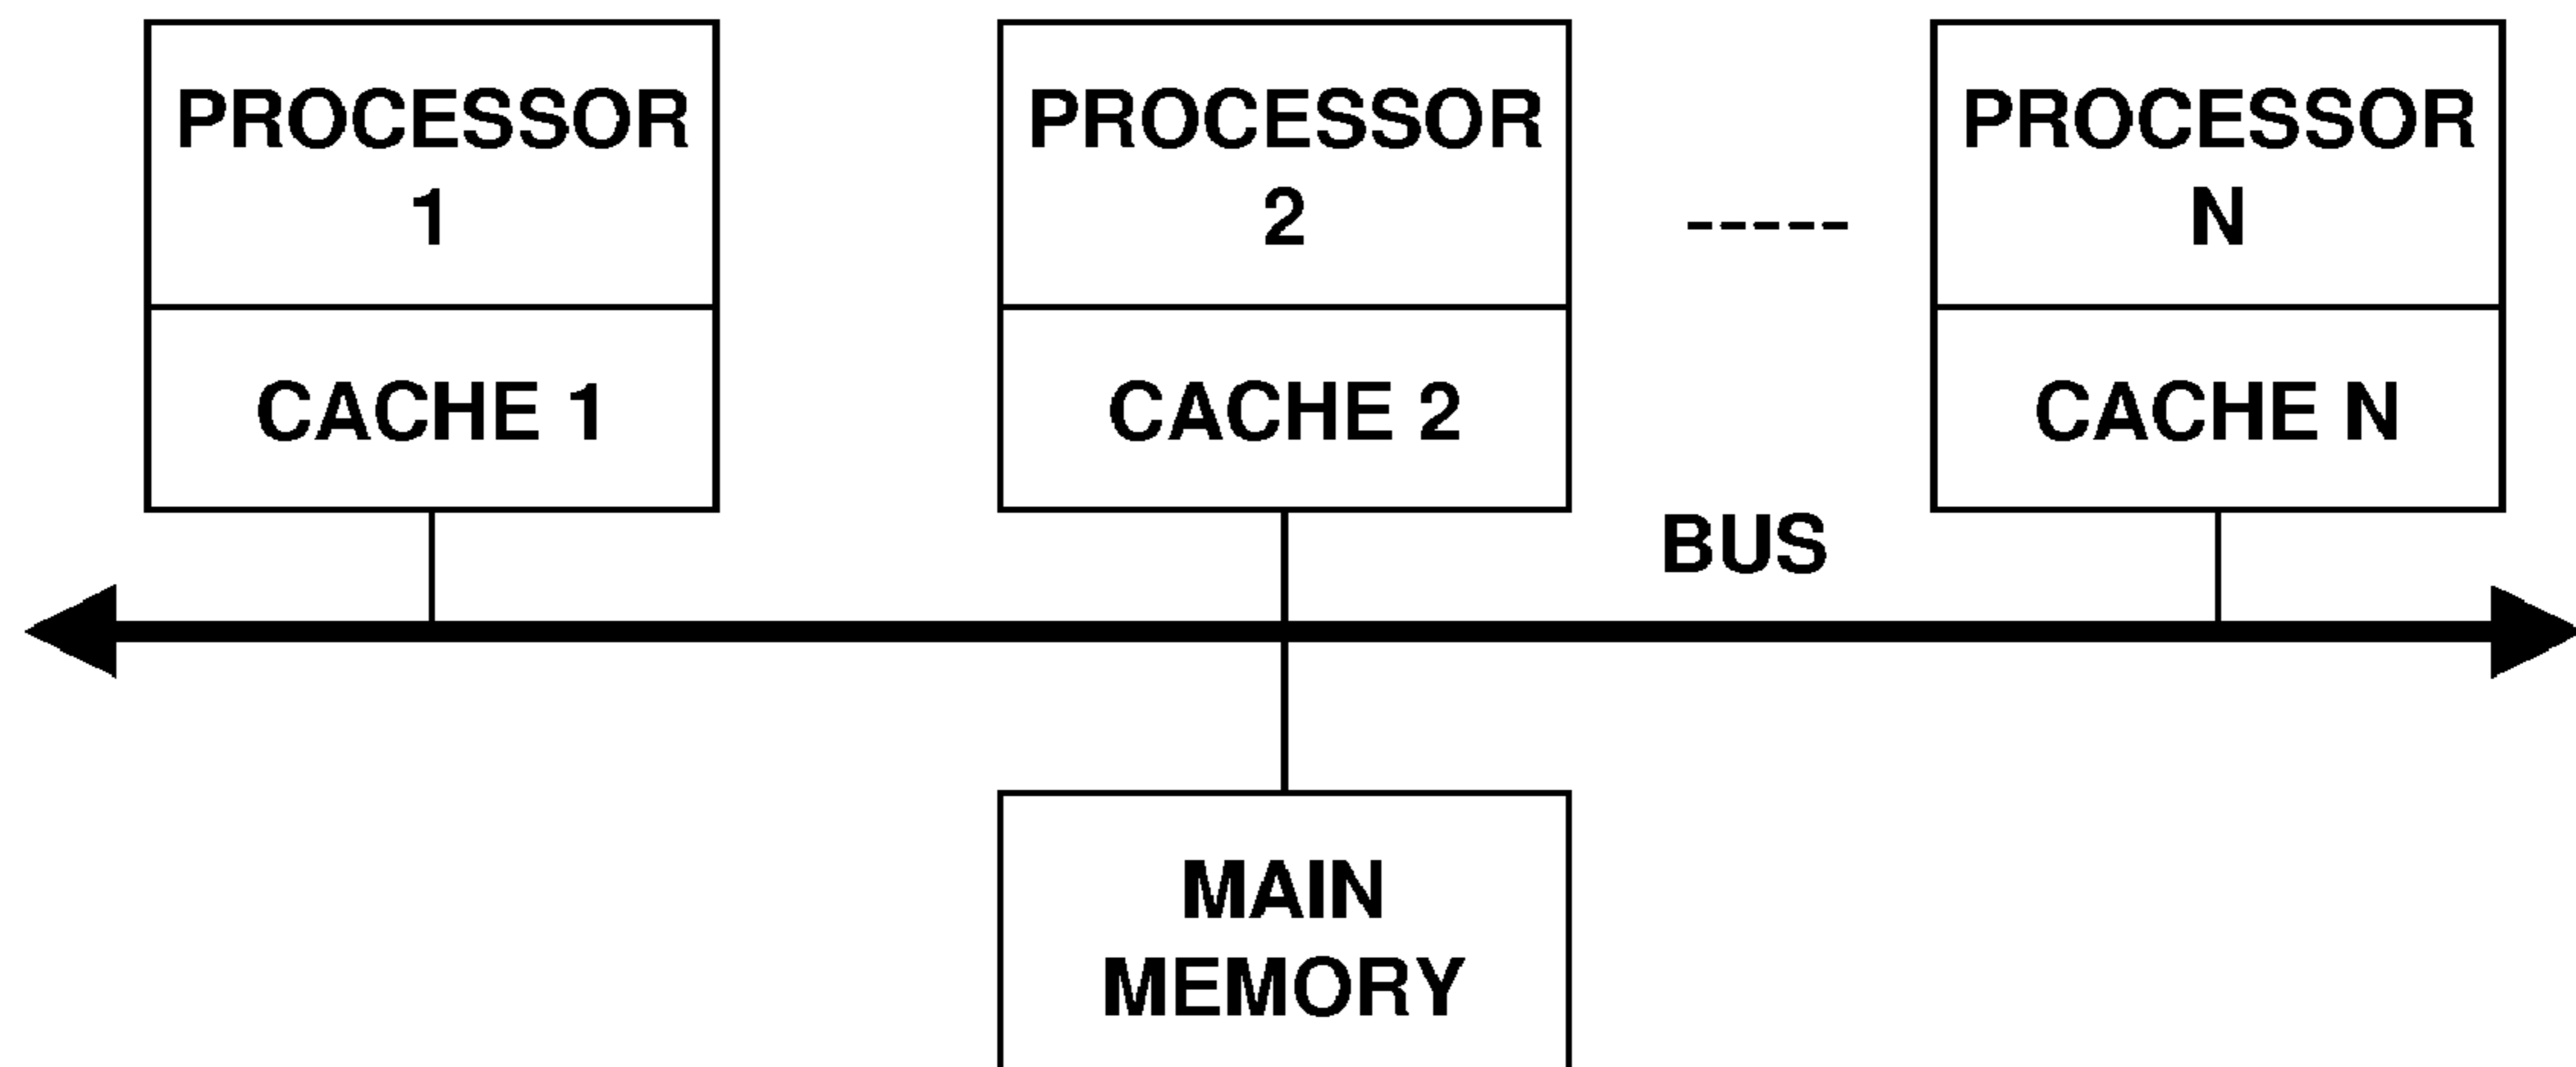 PROCESSOR
1
CACHE 1
PROCESSOR
2
CACHE 2
-----
PROCESSOR
N
CACHE N
BUS
MAIN
MEMORY